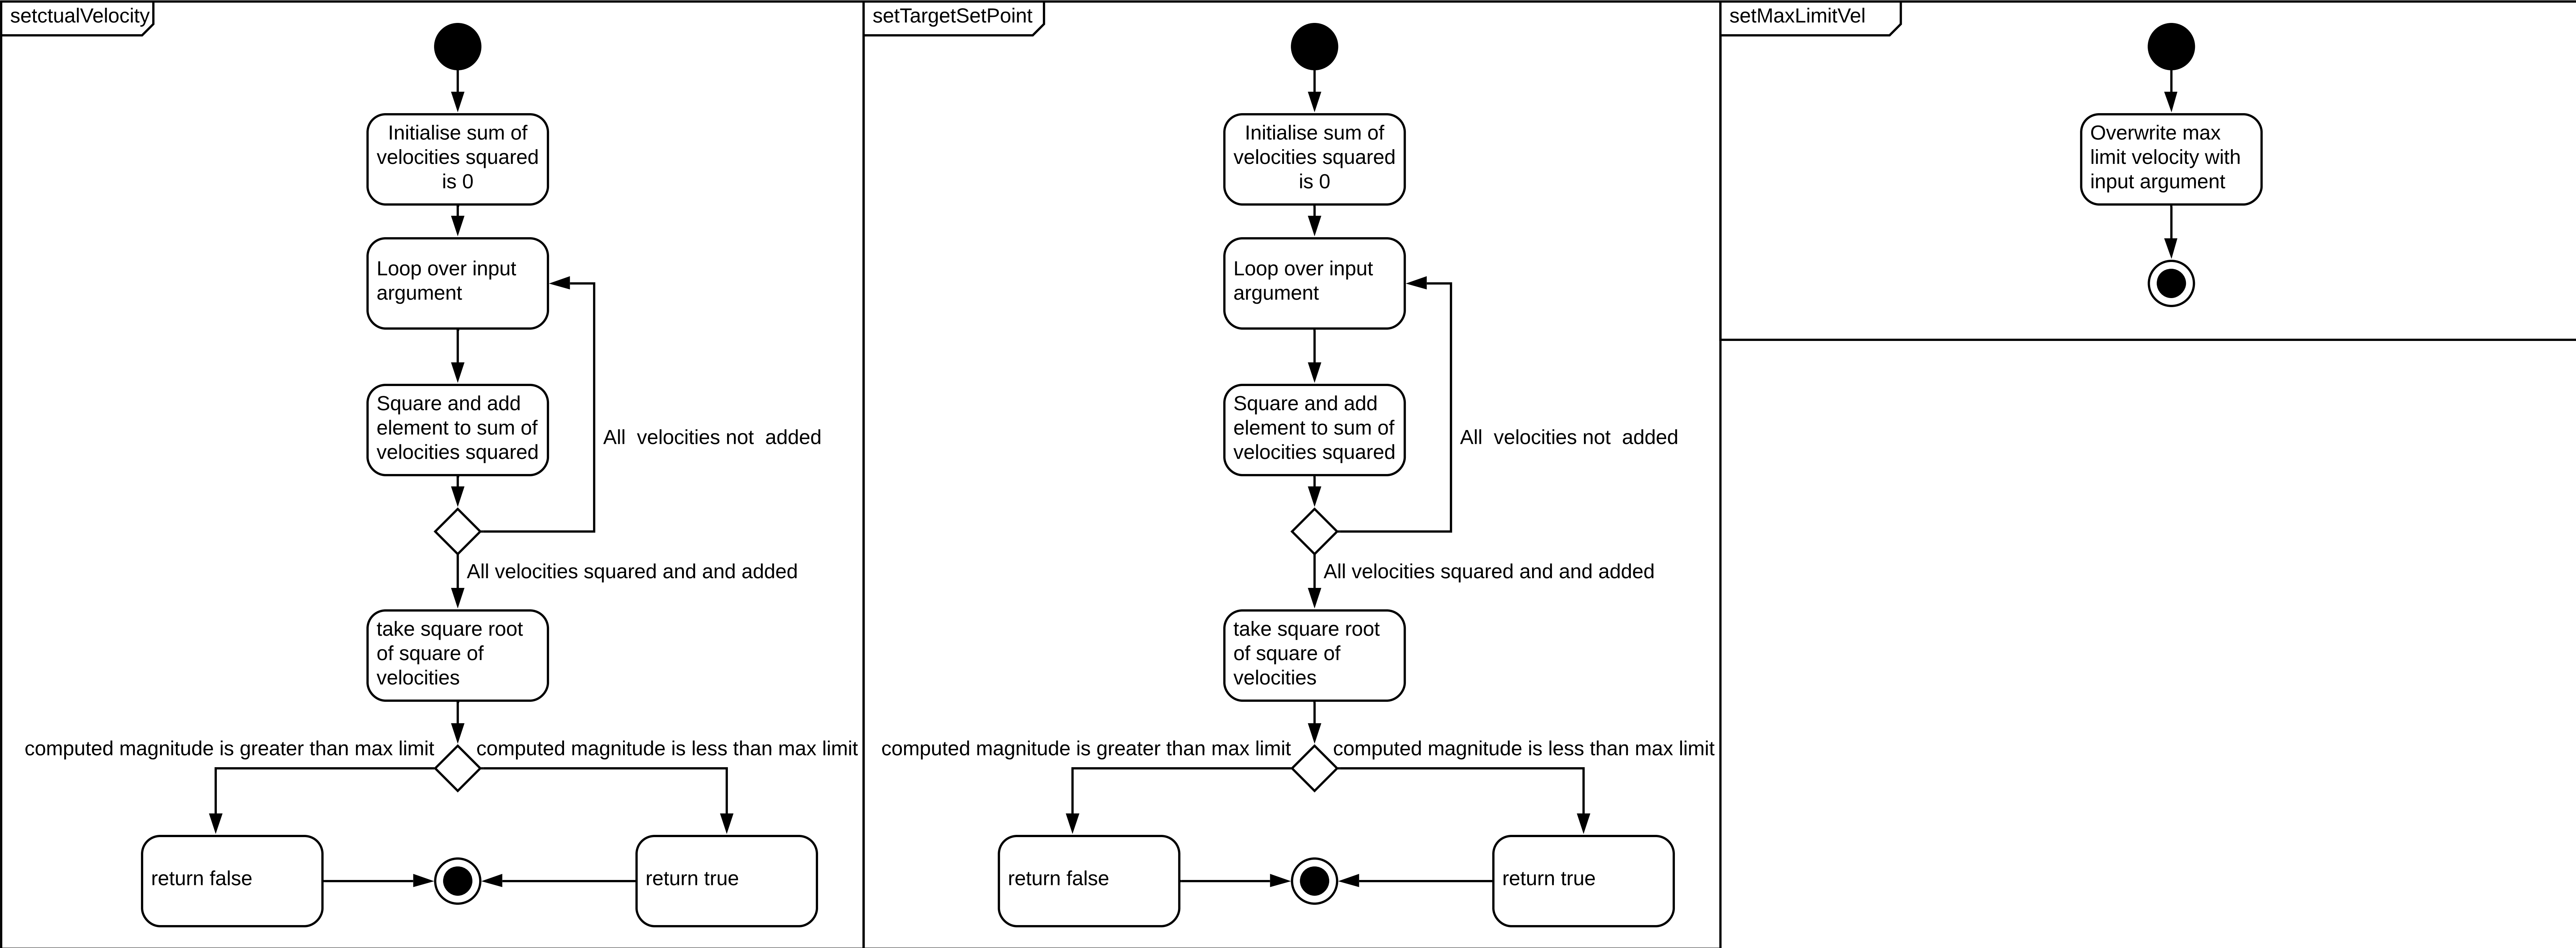 setctualVelocity
Initialise sum of
velocities squared
is 0
Loop over input
argument
Square and add
element to sum of
velocities squared
All  velocities not  added
All velocities squared and and added
take square root
of square of
velocities
computed magnitude is greater than max limit
computed magnitude is less than max limit
return false
return true
setTargetSetPoint
Initialise sum of
velocities squared
is 0
Loop over input
argument
Square and add
element to sum of
velocities squared
All  velocities not  added
All velocities squared and and added
take square root
of square of
velocities
computed magnitude is greater than max limit
computed magnitude is less than max limit
return false
return true
setMaxLimitVel
Overwrite max
limit velocity with
input argument